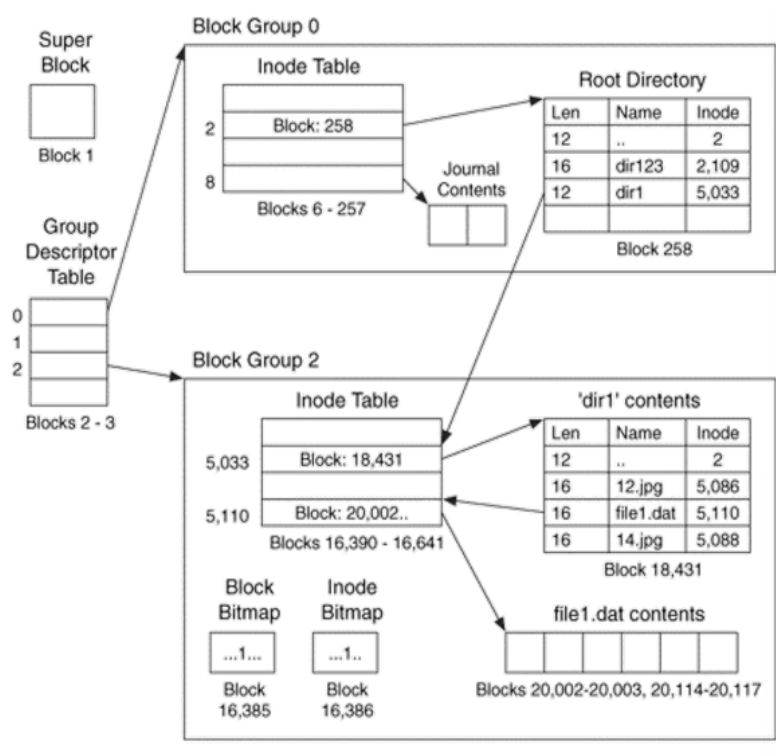 Super
Block
Block 1
Group
Descriptor
Table
0
1
2
Blocks 2 - 3
Block Group 0
Inode Table
2 Block: 258
8
Blocks 6 - 257
Journal
Contents
Root Directory
Len Name Inode
12 .. 2
16 dir123 2,109
12 dir1 5,033
Block 258
Block Group 2
Inode Table
5,033 Block: 18,431
5,110 Block: 20,002..
Blocks 16,390 - 16,641
'dir1' contents
Len Name Inode
12 .. 2
16 12.jpg 5,086
16 file1.dat 5,110
16 14.jpg 5,088
Block 18,431
Block
Bitmap
...1...
Block
16,385
Inode
Bitmap
...1..
Block
16,386
file1.dat contents
Blocks 20,002-20,003, 20,114-20,117